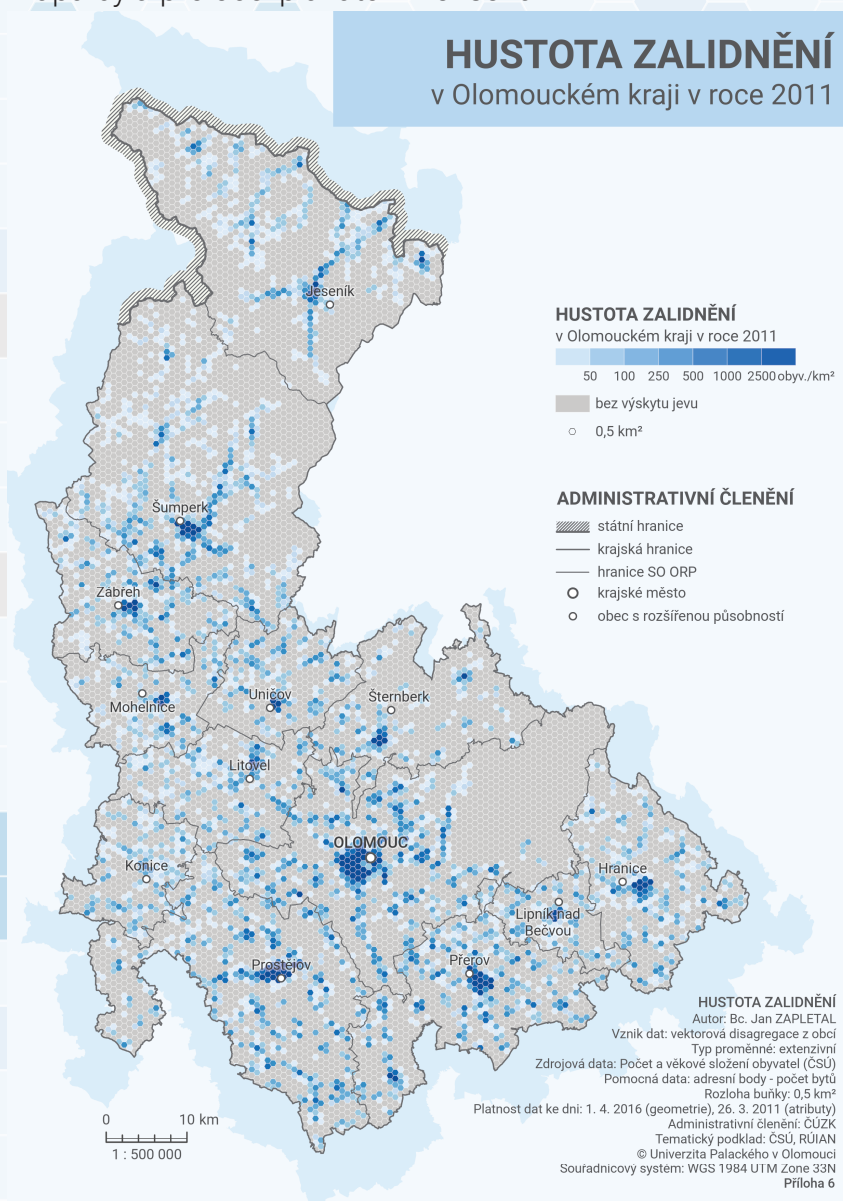 HUSTOTA ZALIDNĚNÍ
v Olomouckém kraji v roce 2011
Jeseník
HUSTOTA ZALIDNĚNÍ
v Olomouckém kraji v roce 2011
50 100 250 500 1000 2500 obyv./km²
bez výskytu jevu
0,5 km²
ADMINISTRATIVNÍ ČLENĚNÍ
státní hranice
krajská hranice
hranice SO ORP
krajské město
obec s rozšířenou působností
Šumperk
Zábřeh
Mohelnice
Uničov
Šternberk
Litovel
OLOMOUC
Konice
Hranice
Lipník nad
Bečvou
Prostějov
Přerov
HUSTOTA ZALIDNĚNÍ
Autor: Bc. Jan ZAPLETAL
Vznik dat: vektorová disagregace z obcí
Typ proměnné: extenzivní
Zdrojová data: Počet a věkové složení obyvatel (ČSÚ)
Pomocná data: adresní body - počet bytů
Rozloha buňky: 0,5 km²
Platnost dat ke dni: 1. 4. 2016 (geometrie), 26. 3. 2011 (atributy)
Administrativní členění: ČÚZK
Tematický podklad: ČSÚ, RÚIAN
© Univerzita Palackého v Olomouci
Souřadnicový systém: WGS 1984 UTM Zone 33N
Příloha 6
0 10 km
1 : 500 000